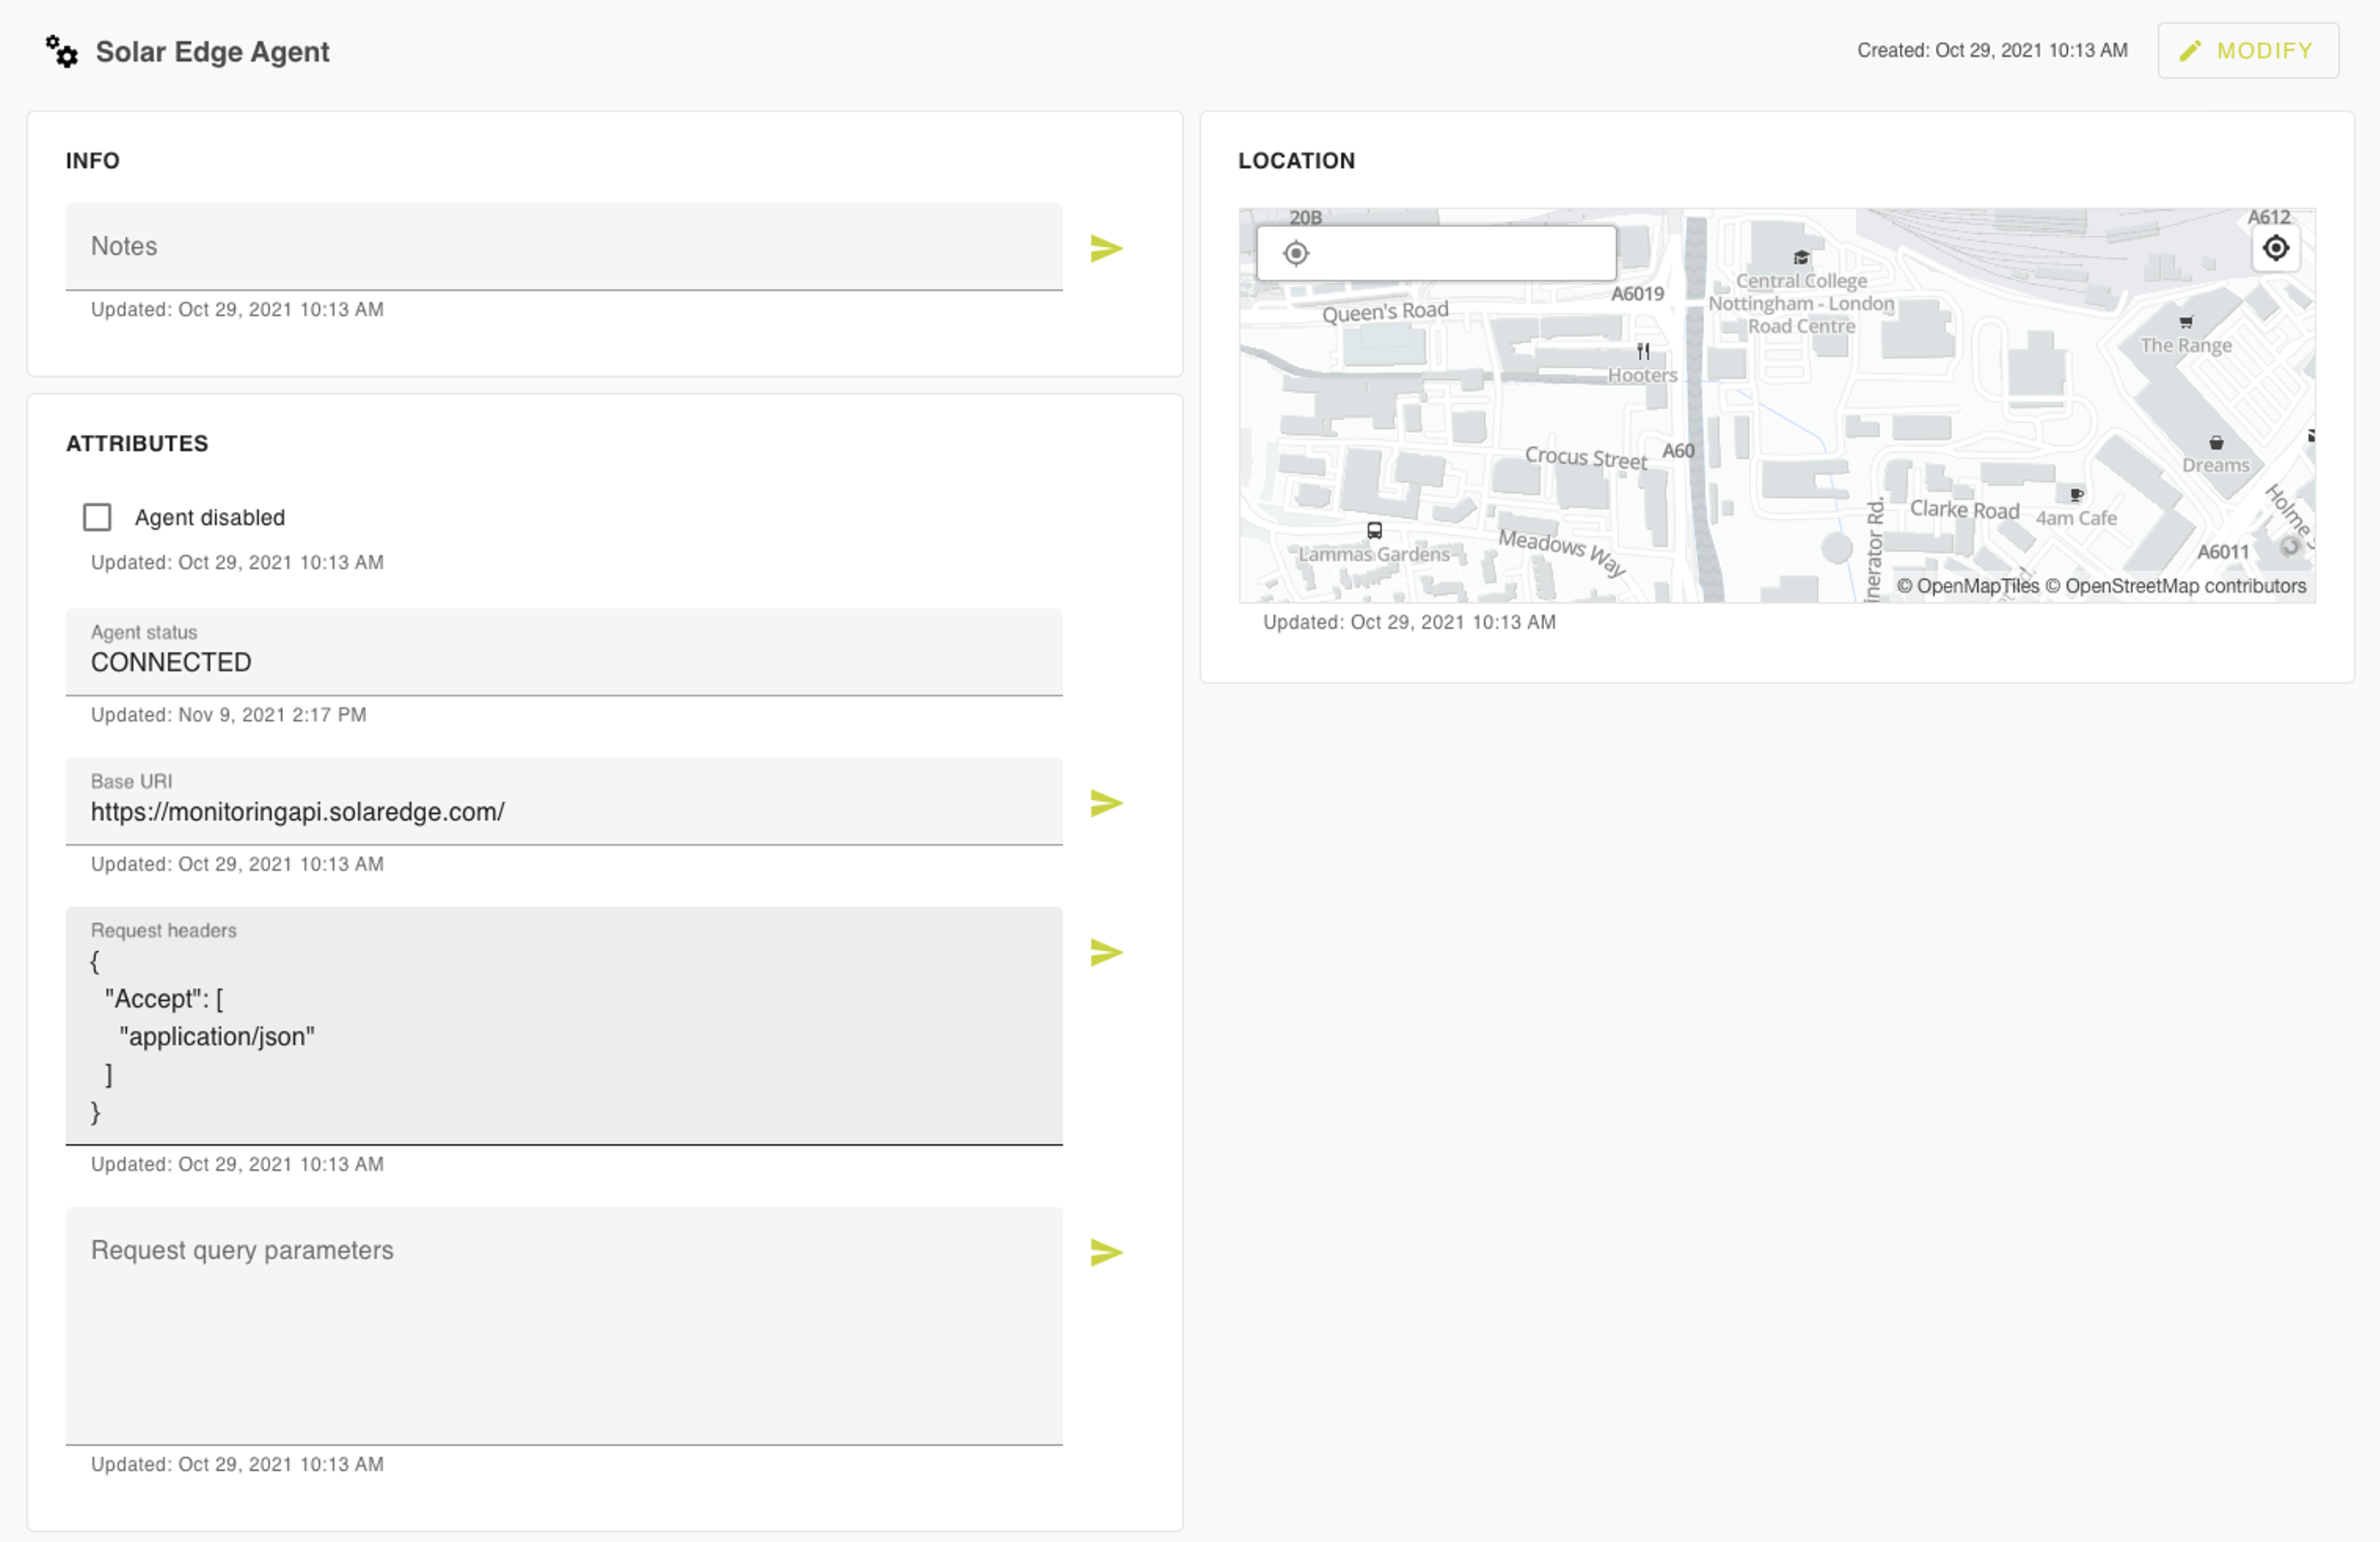 Solar Edge Agent
Created: Oct 29, 2021 10:13 AM
MODIFY
INFO
Notes
Updated: Oct 29, 2021 10:13 AM
ATTRIBUTES
Agent disabled
Updated: Oct 29, 2021 10:13 AM
Agent status
CONNECTED
Updated: Nov 9, 2021 2:17 PM
Base URI
https://monitoringapi.solaredge.com/
Updated: Oct 29, 2021 10:13 AM
Request headers
{
"Accept": [
"application/json"
]
}
Updated: Oct 29, 2021 10:13 AM
Request query parameters
Updated: Oct 29, 2021 10:13 AM
LOCATION
20B
A612
A6019
Queen's Road
Central College
Nottingham - London
Road Centre
The Range
Hooters
Crocus Street
A60
Dreams
Clarke Road
4am Cafe
Holme
Lammas Gardens
Meadows Way
nerator Rd.
A6011
© OpenMapTiles © OpenStreetMap contributors
Updated: Oct 29, 2021 10:13 AM